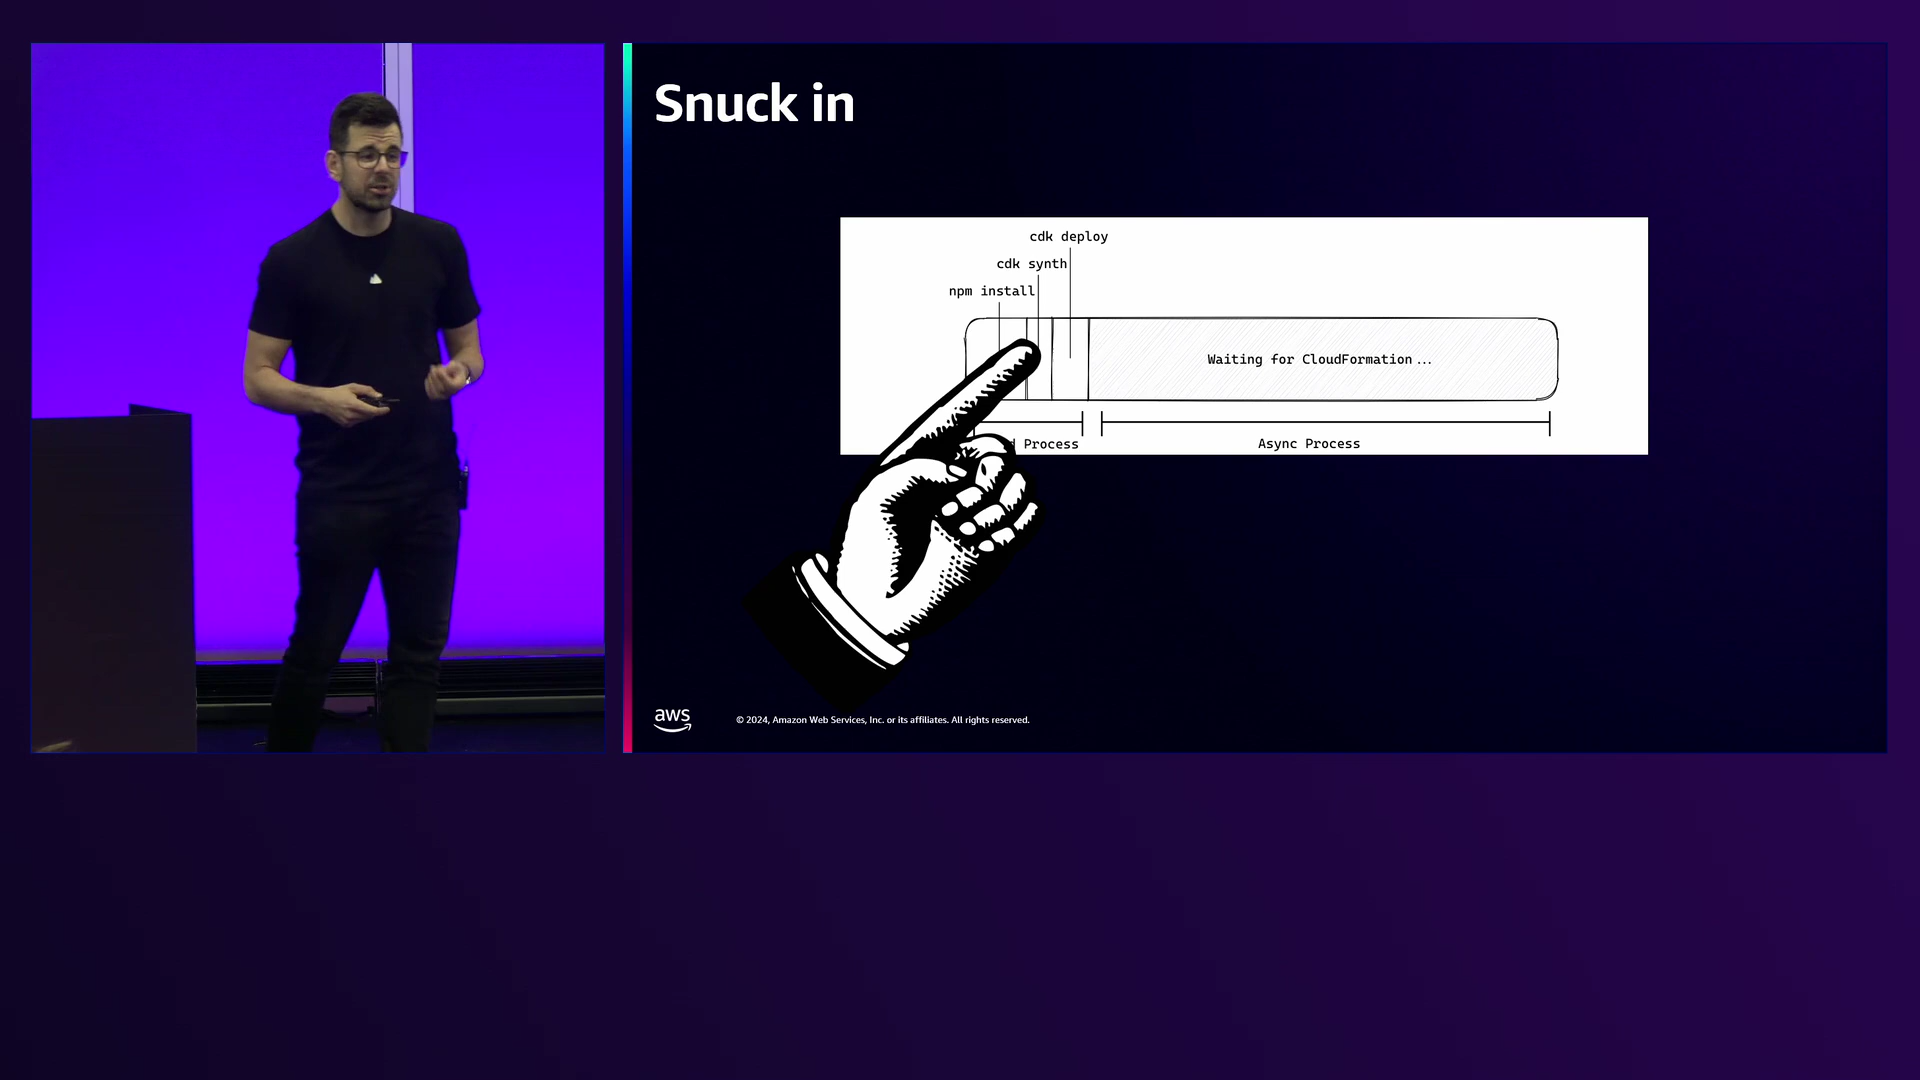 Snuck in
cdk deploy
cdk synth
npm install
Waiting for CloudFormation...
Process
Async Process
aws
© 2024, Amazon Web Services, Inc. or its affiliates. All rights reserved.